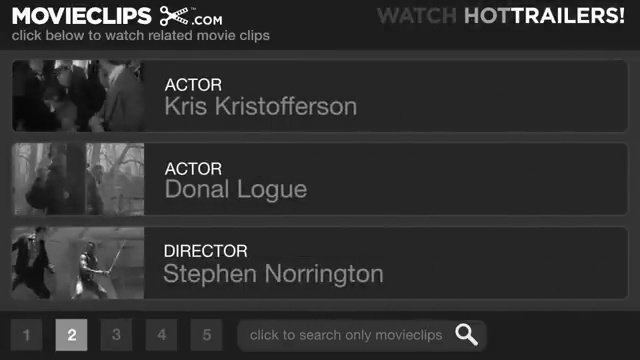 MOVIECLIPS .COM™
WATCH HOTTRAILERS!
click below to watch related movie clips
ACTOR
Kris Kristofferson
ACTOR
Donal Logue
DIRECTOR
Stephen Norrington
1 2 3 4 5 click to search only movieclips